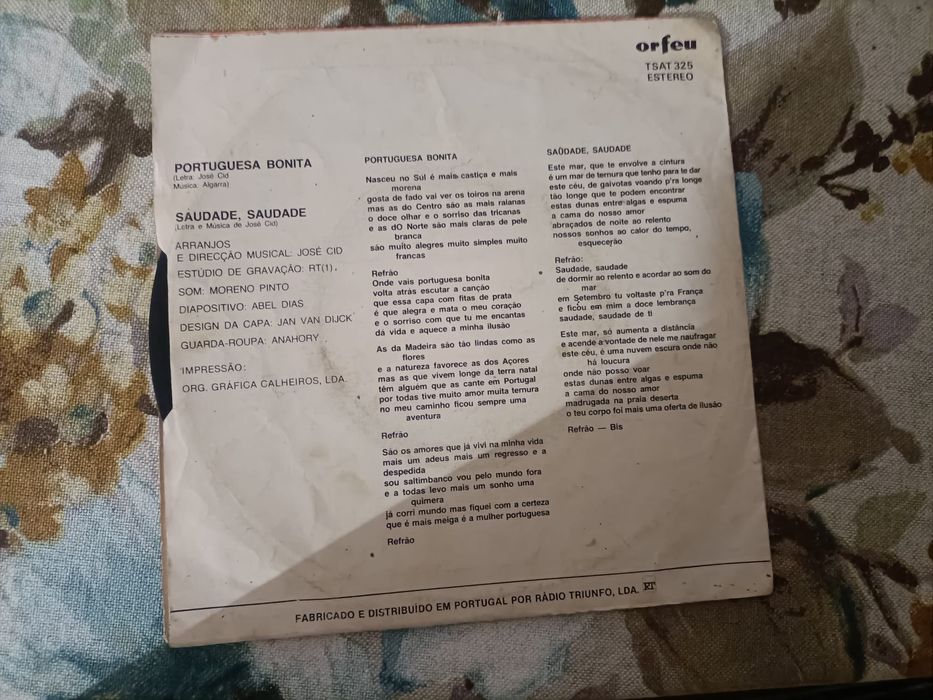 orfeu
TSAT 325
ESTEREO
PORTUGUESA BONITA
(Letra: José Cid
Música: Algarra)
SAUDADE, SAUDADE
(Letra e Música de José Cid)
ARRANJOS
E DIRECÇÃO MUSICAL: JOSÉ CID
ESTÚDIO DE GRAVAÇÃO: RT(1).
SOM: MORENO PINTO
DIAPOSITIVO: ABEL DIAS
DESIGN DA CAPA: JAN VAN DIJCK
GUARDA-ROUPA: ANAHORY
IMPRESSÃO:
ORG. GRÁFICA CALHEIROS, LDA.
PORTUGUESA BONITA
Nasceu no Sul é mais castiça e mais
morena
gosta de fado vai ver os toiros na arena
mas as do Centro são as mais raianas
o doce olhar e o sorriso das tricanas
e as dO Norte são mais claras de pele
branca
são muito alegres muito simples muito
francas
Refrão
Onde vais portuguesa bonita
volta atrás escutar a canção
que essa capa com fitas de prata
é que alegra e mata o meu coração
e o sorriso com que tu me encantas
dá vida e aquece a minha ilusão
As da Madeira são tão lindas como as
flores
e a natureza favorece as dos Açores
mas as que vivem longe da terra natal
têm alguém que as cante em Portugal
por todas tive muito amor muita ternura
no meu caminho ficou sempre uma
aventura
Refrão
São os amores que já vivi na minha vida
mais um adeus mais um regresso e a
despedida
sou saltimbanco vou pelo mundo fora
e a todas levo mais um sonho uma
quimera
já corri mundo mas fiquei com a certeza
que é mais meiga é a mulher portuguesa
Refrão
SAÚDADE, SAUDADE
Este mar, que te envolve a cintura
é um mar de ternura que tenho para te dar
este céu, de gaivotas voando p'ra longe
tão longe que te podem encontrar
estas dunas entre algas e espuma
a cama do nosso amor
abraçados de noite ao relento
nossos sonhos ao calor do tempo,
esquecerão
Refrão:
Saudade, saudade
de dormir ao relento e acordar ao som do
mar
em Setembro tu voltaste p'ra França
e ficou em mim a doce lembrança
saudade, saudade de ti
Este mar, só aumenta a distância
e acende a vontade de nele me naufragar
este céu, é uma nuvem escura onde não
há loucura
onde não posso voar
estas dunas entre algas e espuma
a cama do nosso amor
madrugada na praia deserta
o teu corpo foi mais uma oferta de ilusão
Refrão — Bis
FABRICADO E DISTRIBUÍDO EM PORTUGAL POR RÁDIO TRIUNFO, LDA. RT